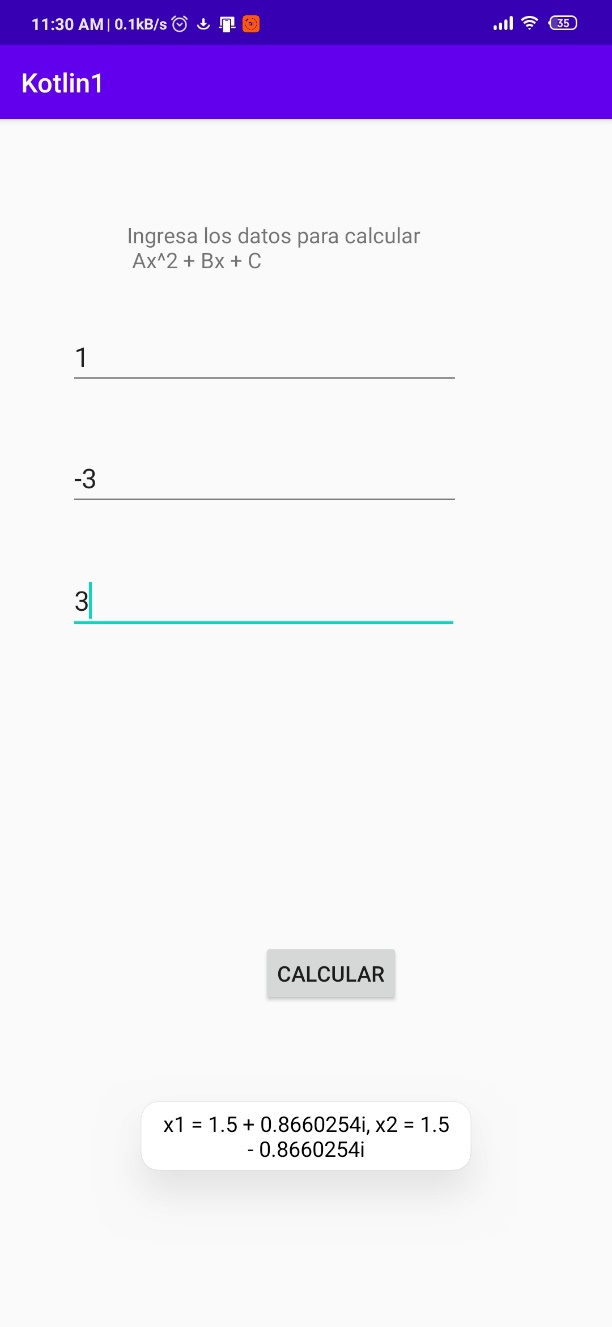 11:30 AM | 0.1kB/s
35
Kotlin1
Ingresa los datos para calcular
Ax^2 + Bx + C
1
-3
3
CALCULAR
x1 = 1.5 + 0.8660254i, x2 = 1.5
- 0.8660254i